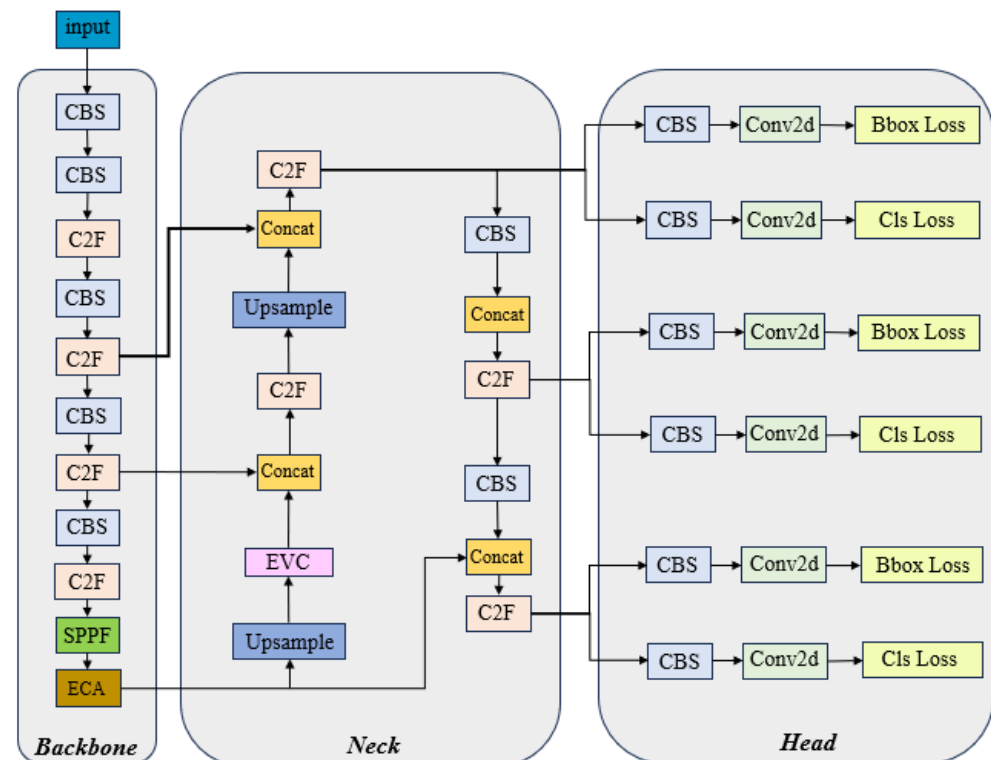 input
CBS
CBS
C2F
CBS
C2F
CBS
C2F
CBS
C2F
SPPF
ECA
Backbone
C2F
Concat
Upsample
C2F
Concat
EVC
Upsample
CBS
Concat
C2F
CBS
Concat
C2F
Neck
CBS Conv2d Bbox Loss
CBS Conv2d Cls Loss
CBS Conv2d Bbox Loss
CBS Conv2d Cls Loss
CBS Conv2d Bbox Loss
CBS Conv2d Cls Loss
Head